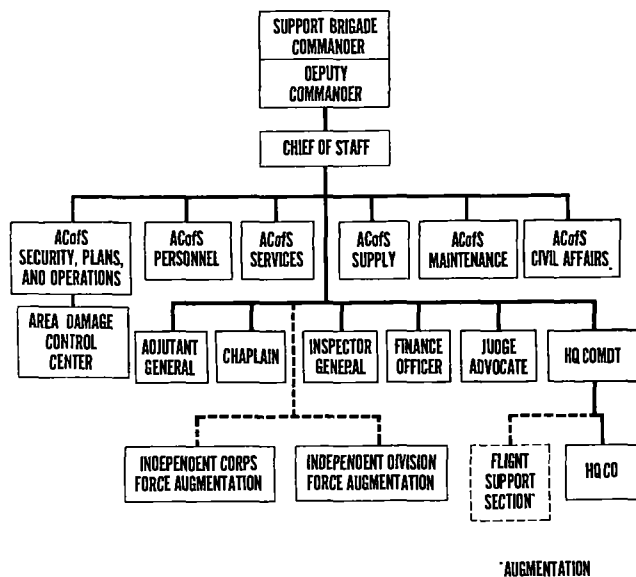 SUPPORT BRIGADE
COMMANDER
DEPUTY
COMMANDER
CHIEF OF STAFF
ACofS
SECURITY, PLANS,
AND OPERATIONS
ACofS
PERSONNEL
ACofS
SERVICES
ACofS
SUPPLY
ACofS
MAINTENANCE
ACofS
CIVIL AFFAIRS
AREA DAMAGE
CONTROL
CENTER
ADJUTANT
GENERAL
CHAPLAIN
INSPECTOR
GENERAL
FINANCE
OFFICER
JUDGE
ADVOCATE
HQ COMDT
INDEPENDENT CORPS
FORCE AUGMENTATION
INDEPENDENT DIVISION
FORCE AUGMENTATION
FLIGHT
SUPPORT
SECTION*
HQ CO
*AUGMENTATION